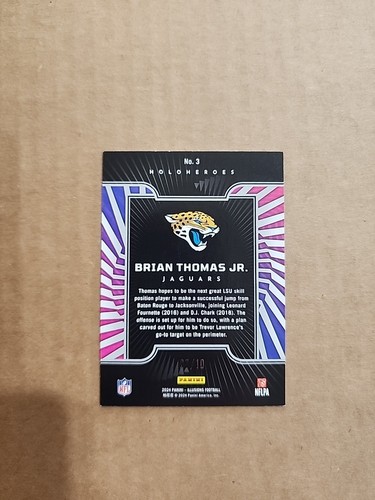 No. 3
HOLOHEROES
BRIAN THOMAS JR.
JAGUARS
Thomas hopes to be the next great LSU skill
position player to make a successful jump from
Baton Rouge to Jacksonville, joining Leonard
Fournette (2016) and D.J. Chark (2018). The
offense is set up for him to do so, with a plan
carved out for him to be Trevor Lawrence's
go-to target on the perimeter.
PANINI
NFL
2024 PANINI - ILLUSIONS FOOTBALL
© 2024 Panini America, Inc.
NFLPA